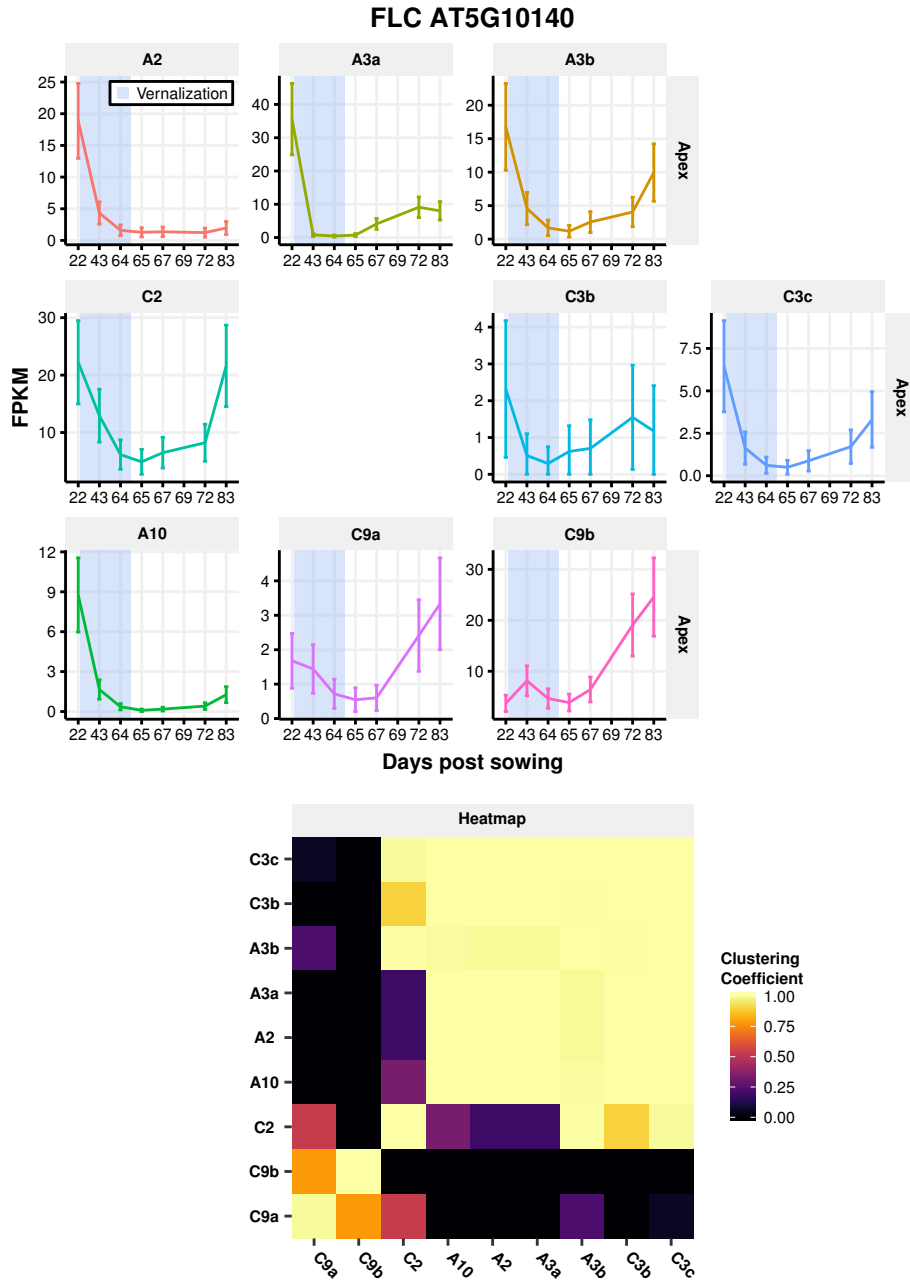 FLC AT5G10140
A2
A3a
A3b
25
20
15
10
5
0
Vernalization
40
30
20
10
0
20
15
10
5
0
Apex
22 43 64 65 67 69 72 83
22 43 64 65 67 69 72 83
22 43 64 65 67 69 72 83
C2
C3b
C3c
FPKM
30
20
10
4
3
2
1
0
7.5
5.0
2.5
0.0
Apex
22 43 64 65 67 69 72 83
22 43 64 65 67 69 72 83
22 43 64 65 67 69 72 83
A10
C9a
C9b
12
9
6
3
0
4
3
2
1
0
30
20
10
Apex
22 43 64 65 67 69 72 83
22 43 64 65 67 69 72 83
22 43 64 65 67 69 72 83
Days post sowing
Heatmap
C3c
C3b
A3b
A3a
A2
A10
C2
C9b
C9a
C9a C9b C2 A10 A2 A3a A3b C3b C3c
Clustering
Coefficient
1.00
0.75
0.50
0.25
0.00